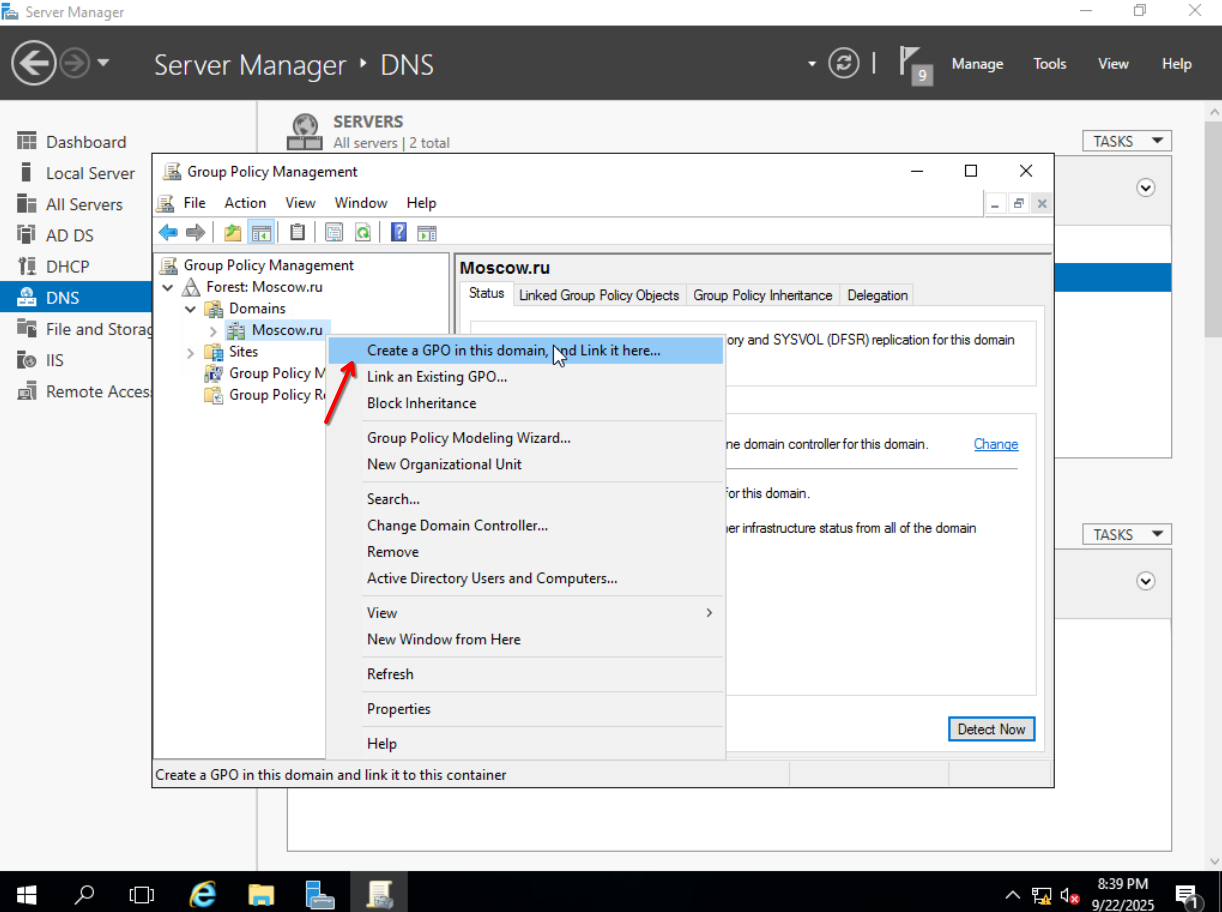 Server Manager
Server Manager ‣ DNS
9
Manage Tools View Help
Dashboard
Local Server
All Servers
AD DS
DHCP
DNS
File and Storag
IIS
Remote Access
SERVERS
All servers | 2 total
TASKS
TASKS
Group Policy Management
File Action View Window Help
Group Policy Management
Forest: Moscow.ru
Domains
Moscow.ru
Sites
Group Policy M
Group Policy Re
Moscow.ru
Status Linked Group Policy Objects Group Policy Inheritance Delegation
ory and SYSVOL (DFSR) replication for this domain
ne domain controller for this domain. Change
for this domain.
er infrastructure status from all of the domain
Detect Now
Create a GPO in this domain, and Link it here...
Link an Existing GPO...
Block Inheritance
Group Policy Modeling Wizard...
New Organizational Unit
Search...
Change Domain Controller...
Remove
Active Directory Users and Computers...
View
New Window from Here
Refresh
Properties
Help
Create a GPO in this domain and link it to this container
8:39 PM
9/22/2025
1